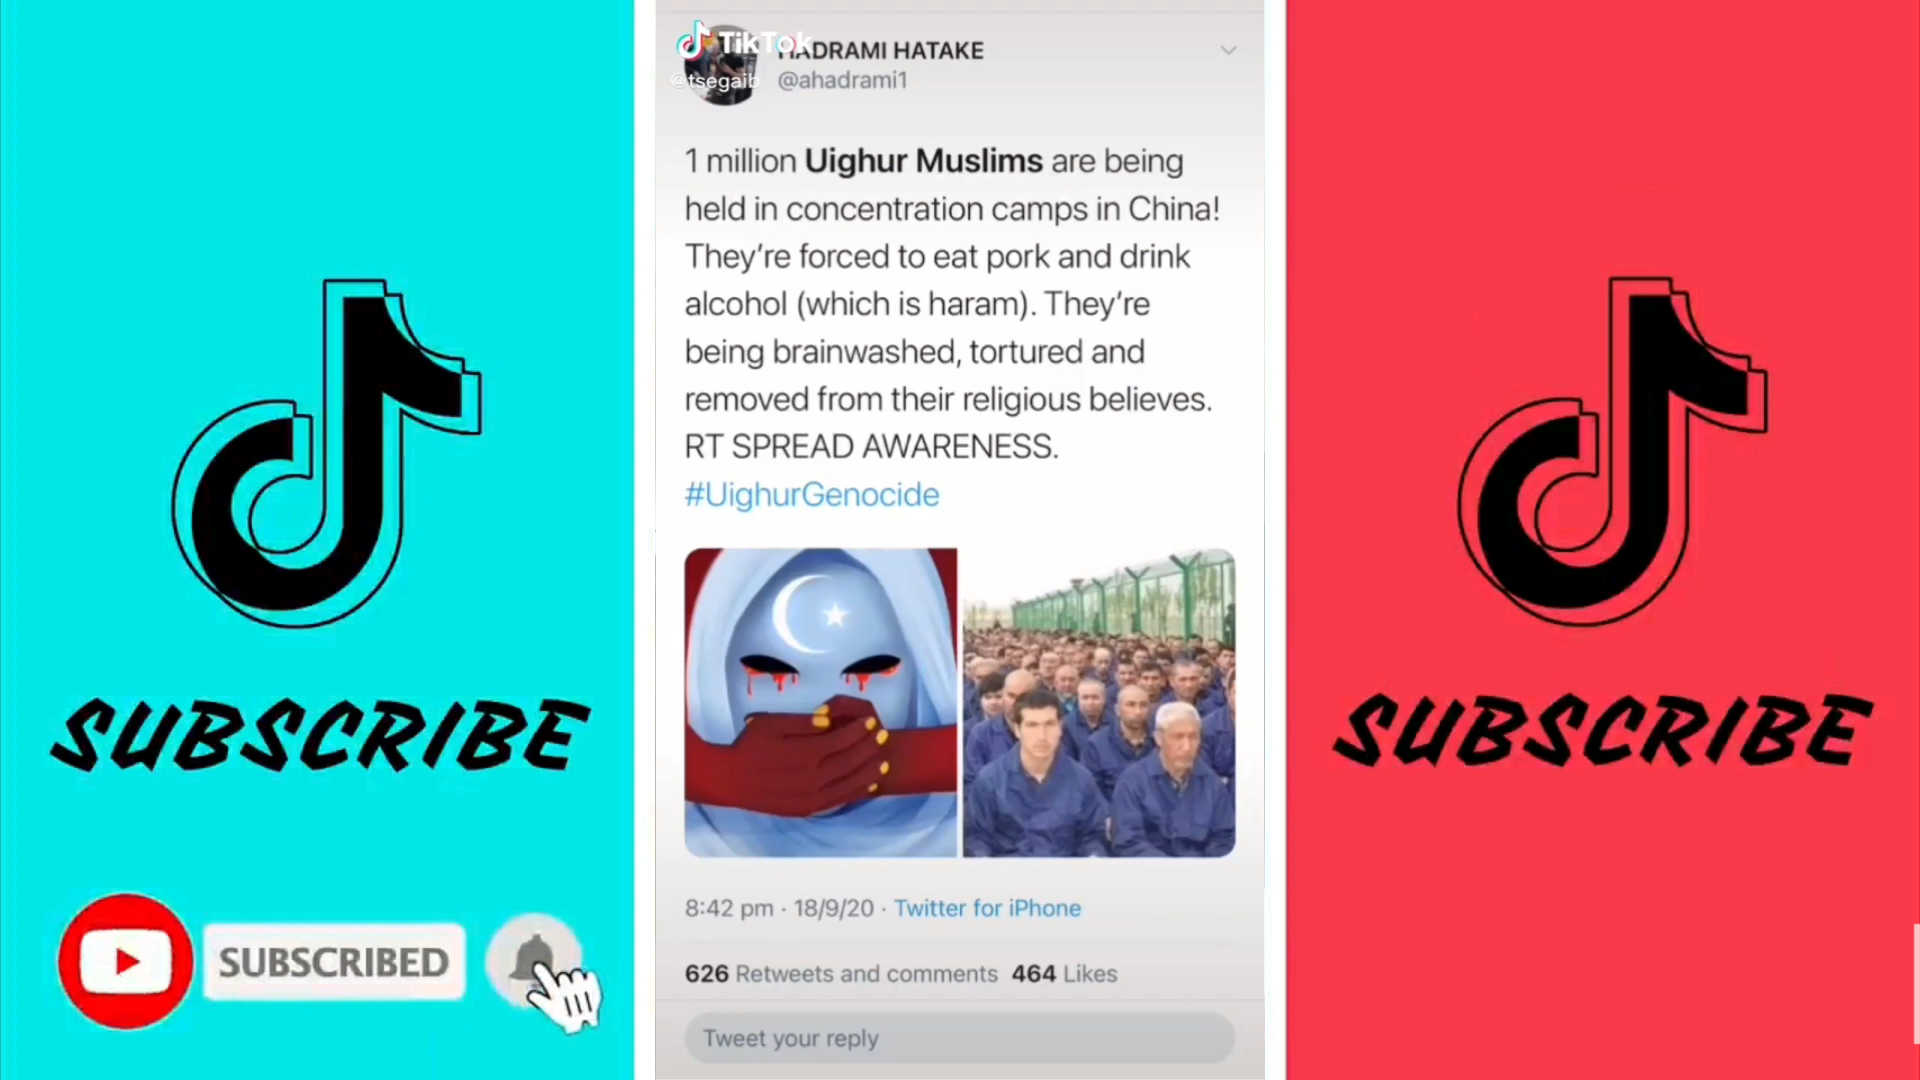 TikTok
@tsegaib
HADRAMI HATAKE
@ahadrami1
1 million Uighur Muslims are being
held in concentration camps in China!
They're forced to eat pork and drink
alcohol (which is haram). They're
being brainwashed, tortured and
removed from their religious believes.
RT SPREAD AWARENESS.
#UighurGenocide
8:42 pm · 18/9/20 · Twitter for iPhone
626 Retweets and comments 464 Likes
Tweet your reply
SUBSCRIBE
SUBSCRIBED
SUBSCRIBE